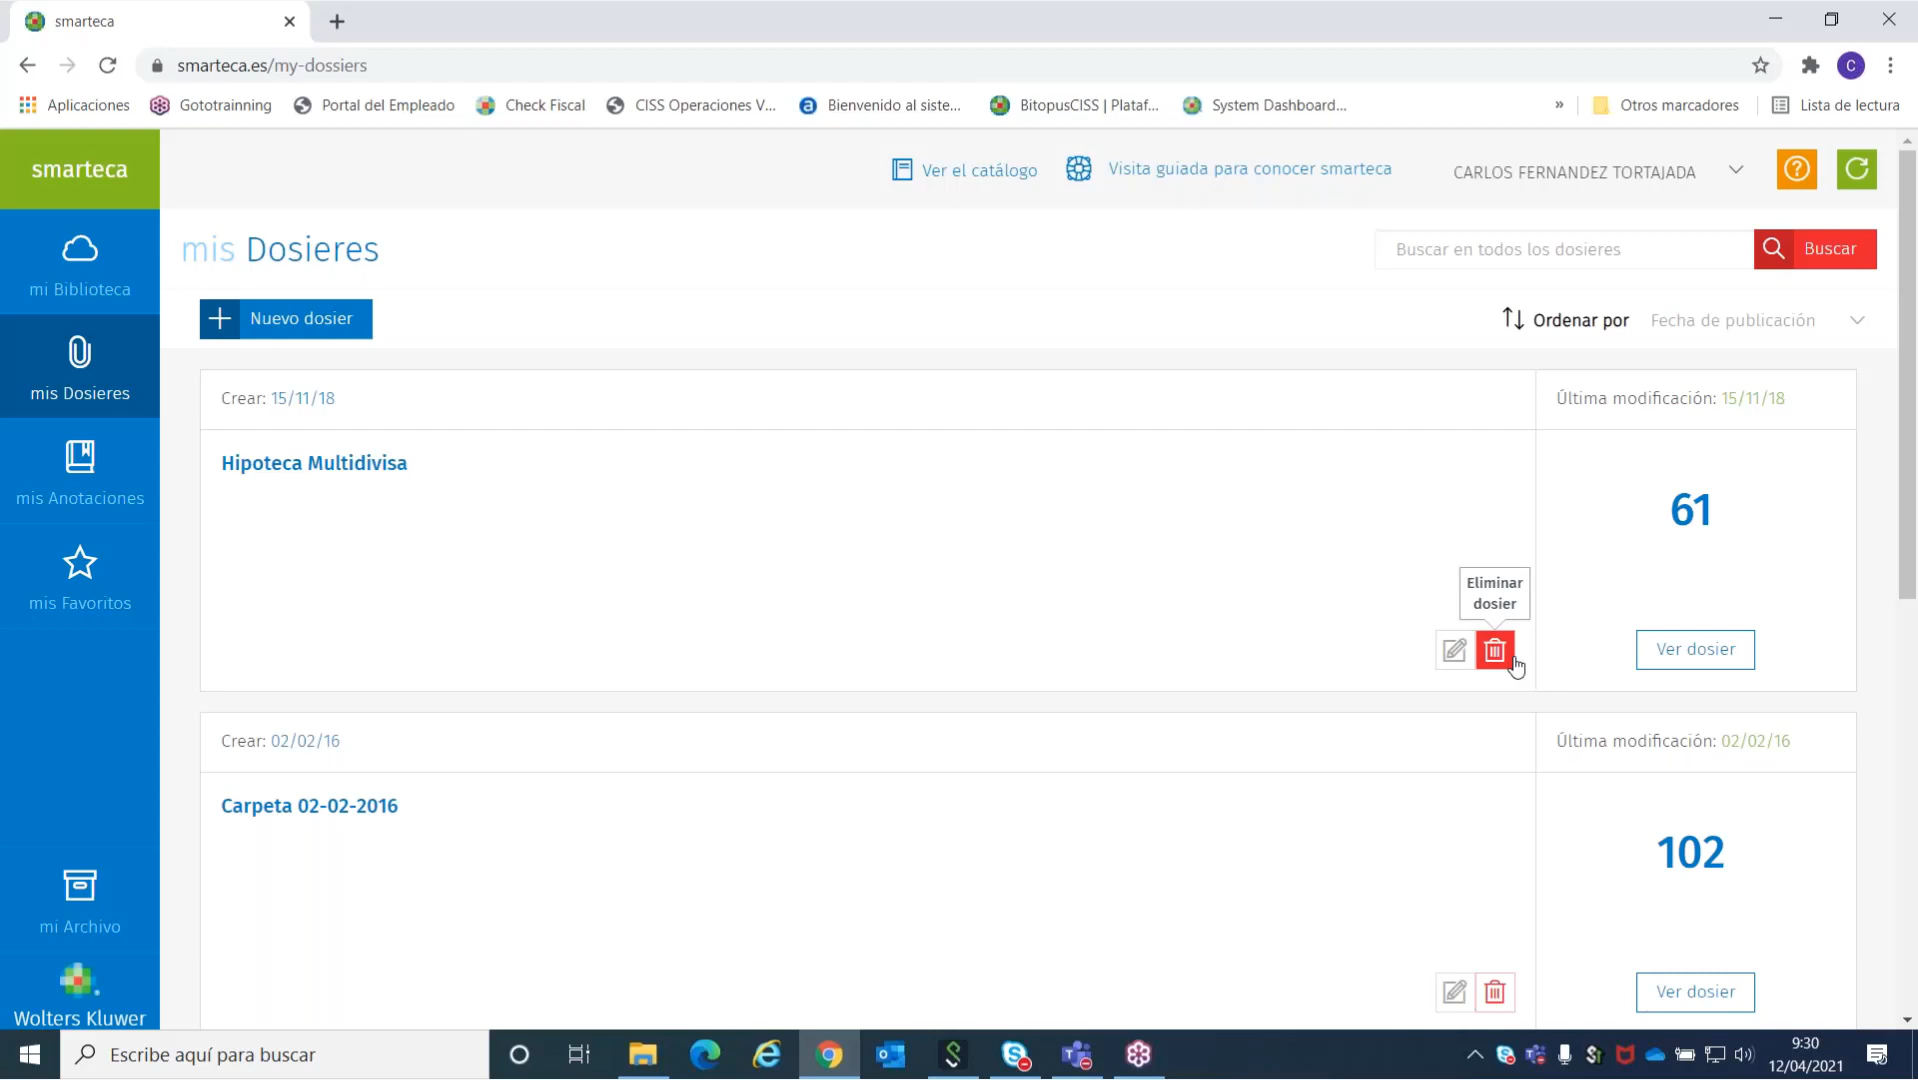 smarteca
smarteca.es/my-dossiers
C
Aplicaciones
Gototrainning
Portal del Empleado
Check Fiscal
CISS Operaciones V...
Bienvenido al siste...
BitopusCISS | Plataf...
System Dashboard...
»
Otros marcadores
Lista de lectura
smarteca
Ver el catálogo
Visita guiada para conocer smarteca
CARLOS FERNANDEZ TORTAJADA
mi Biblioteca
mis Dosieres
mis Anotaciones
mis Favoritos
mi Archivo
Wolters Kluwer
mis Dosieres
Buscar en todos los dosieres
Buscar
Nuevo dosier
Ordenar por
Fecha de publicación
Crear: 15/11/18
Última modificación: 15/11/18
Hipoteca Multidivisa
61
Eliminar
dosier
Ver dosier
Crear: 02/02/16
Última modificación: 02/02/16
Carpeta 02-02-2016
102
Ver dosier
Escribe aquí para buscar
9:30
12/04/2021